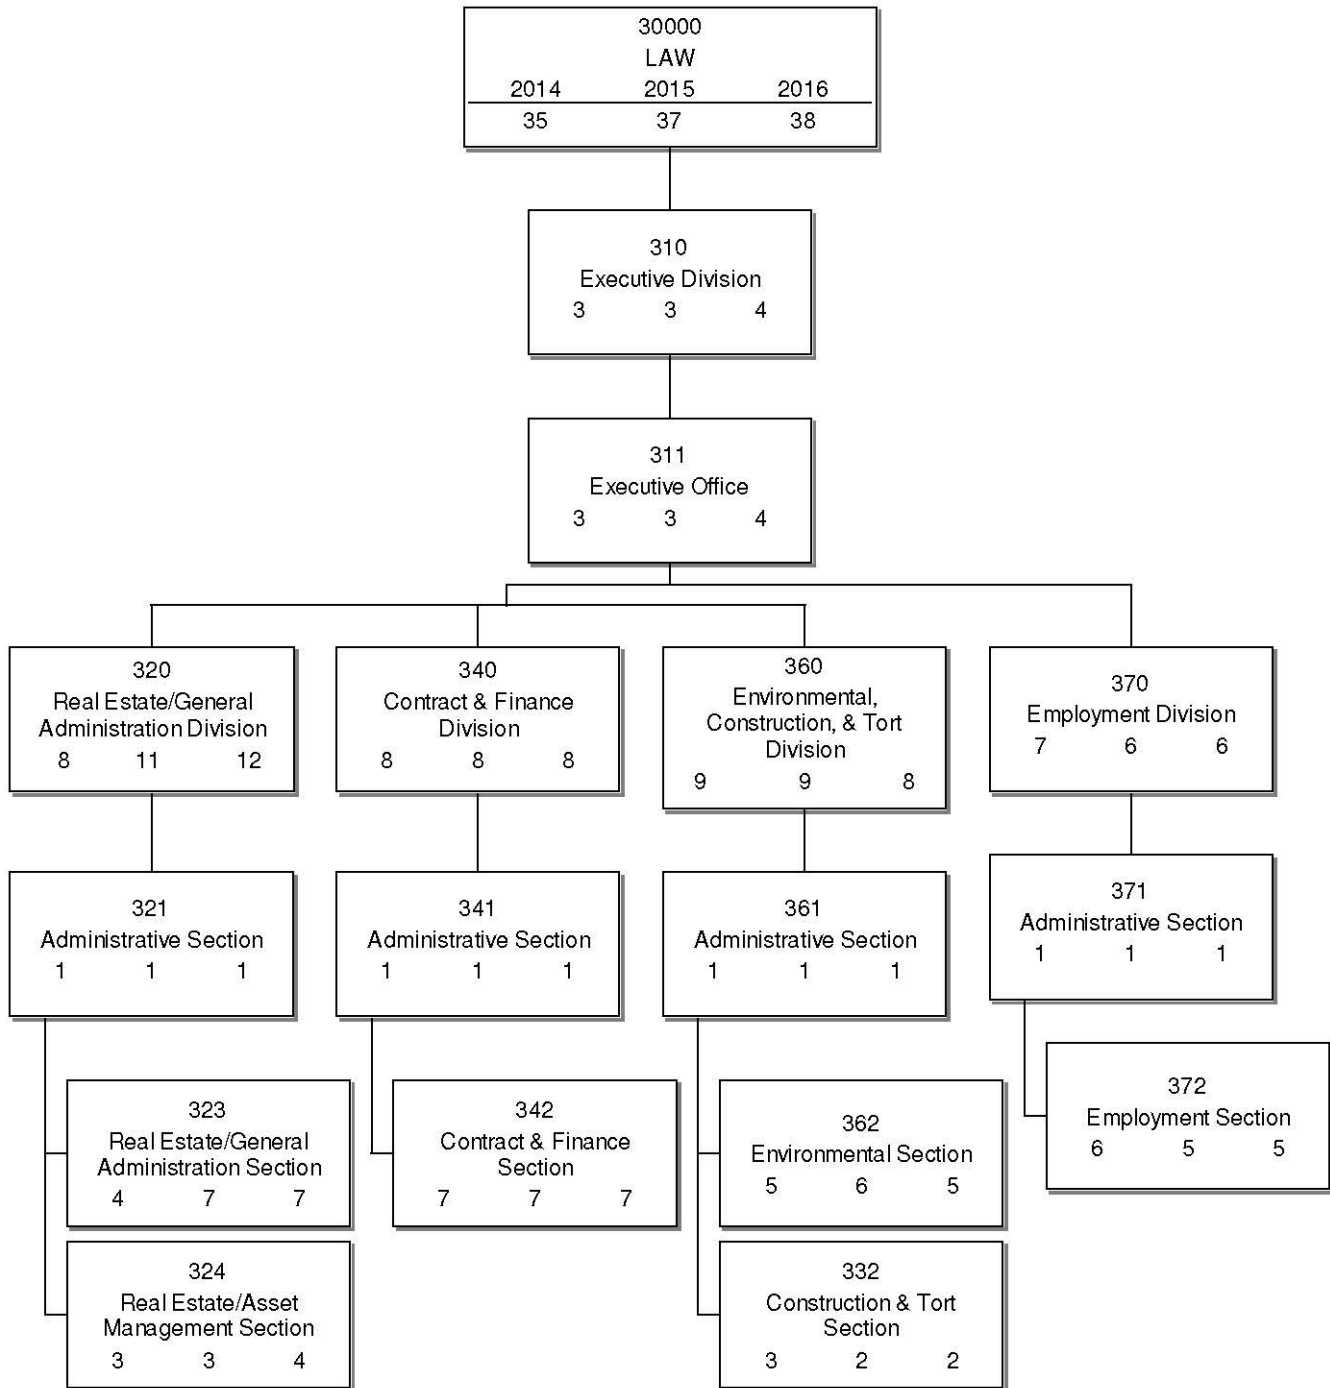 30000
LAW
2014 2015 2016
35 37 38
310
Executive Division
3 3 4
311
Executive Office
3 3 4
320
Real Estate/General
Administration Division
8 11 12
340
Contract & Finance
Division
8 8 8
360
Environmental,
Construction, & Tort
Division
9 9 8
370
Employment Division
7 6 6
321
Administrative Section
1 1 1
341
Administrative Section
1 1 1
361
Administrative Section
1 1 1
371
Administrative Section
1 1 1
323
Real Estate/General
Administration Section
4 7 7
342
Contract & Finance
Section
7 7 7
362
Environmental Section
5 6 5
372
Employment Section
6 5 5
324
Real Estate/Asset
Management Section
3 3 4
332
Construction & Tort
Section
3 2 2